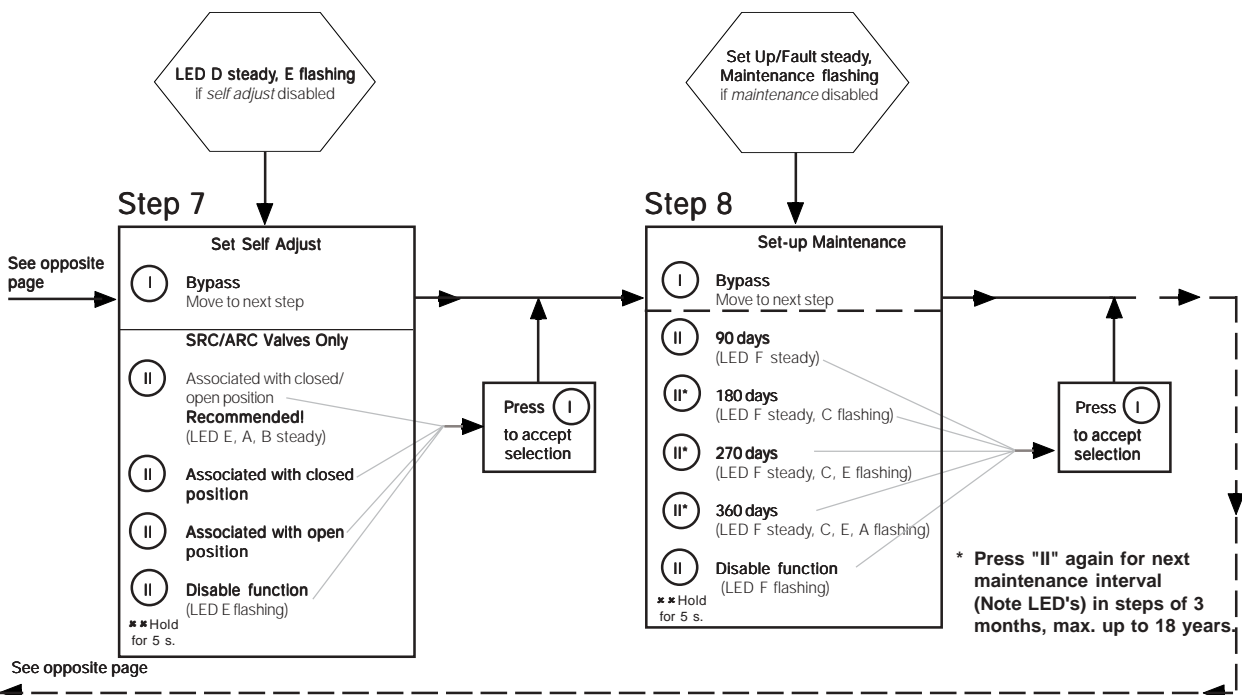 LED D steady, E flashing
if self adjust disabled
Set Up/Fault steady,
Maintenance flashing
if maintenance disabled
Step 7
See opposite
page
Set Self Adjust
I
Bypass
Move to next step
SRC/ARC Valves Only
II
Associated with closed/
open position
Recommended!
(LED E, A, B steady)
II
Associated with closed
position
II
Associated with open
position
II
Disable function
(LED E flashing)
**Hold
for 5 s.
Press I
to accept
selection
Step 8
Set-up Maintenance
I
Bypass
Move to next step
II
90 days
(LED F steady)
II*
180 days
(LED F steady, C flashing)
II*
270 days
(LED F steady, C, E flashing)
II*
360 days
(LED F steady, C, E, A flashing)
II
Disable function
(LED F flashing)
**Hold
for 5 s.
Press I
to accept
selection
* Press "II" again for next
maintenance interval
(Note LED's) in steps of 3
months, max. up to 18 years.
See opposite page